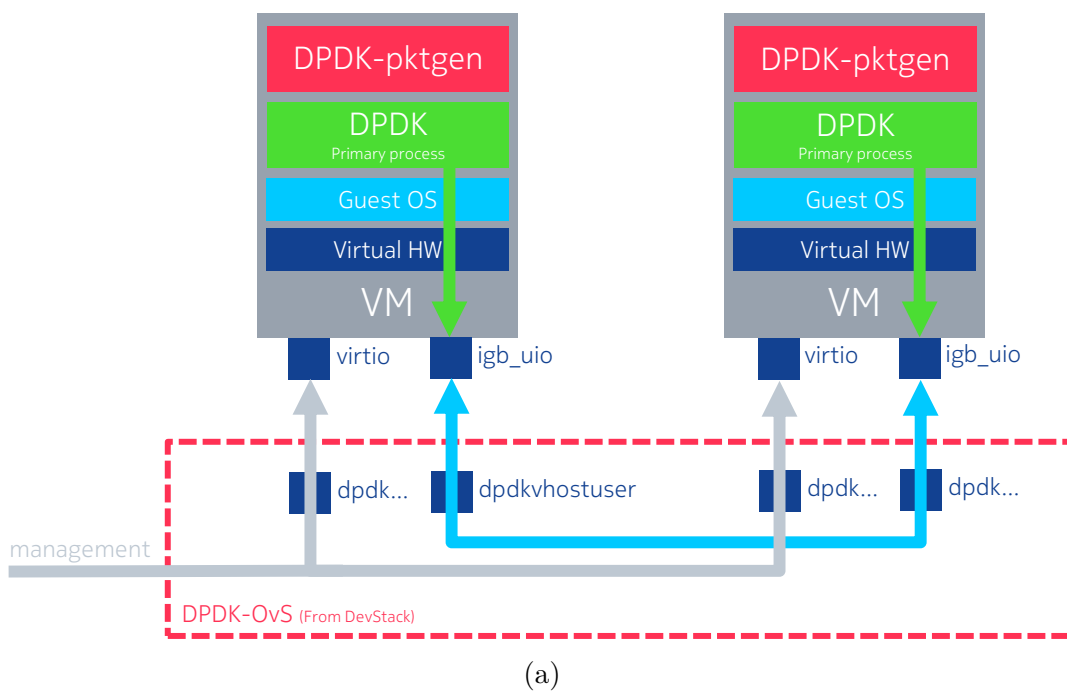 DPDK-pktgen
DPDK-pktgen
DPDK
Primary process
DPDK
Primary process
Guest OS
Guest OS
Virtual HW
Virtual HW
VM
VM
virtio
igb_uio
virtio
igb_uio
dpdk...
dpdkvhostuser
dpdk...
dpdk...
management
DPDK-OvS (From DevStack)
(a)